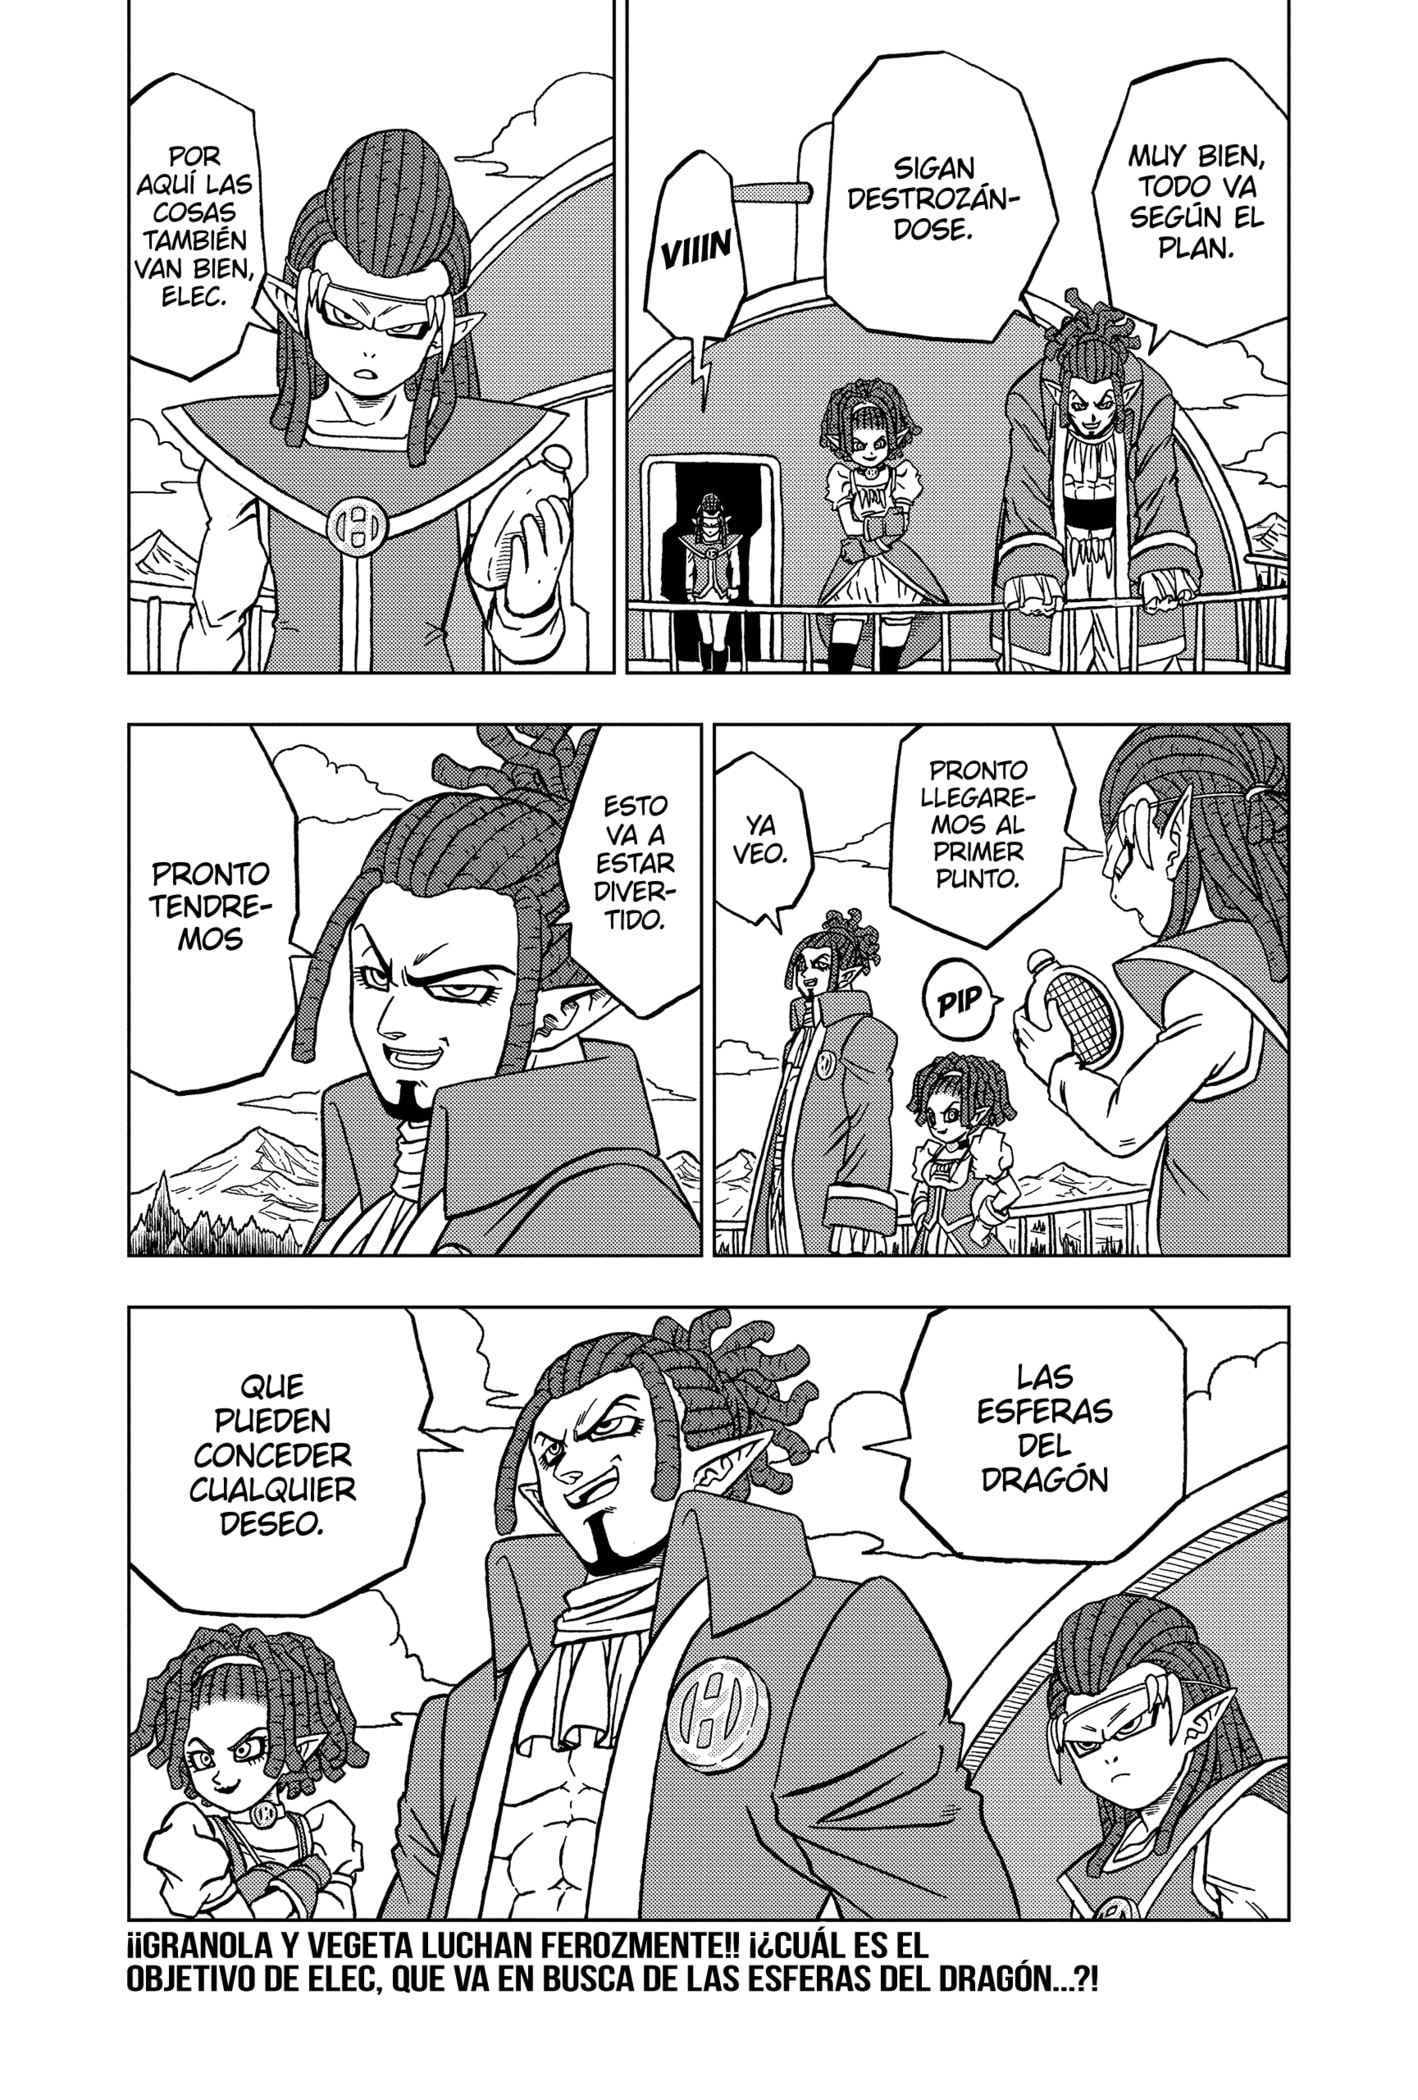 MUY BIEN,
TODO VA
SEGÚN EL
PLAN.
SIGAN
DESTROZÁN-
DOSE.
VIIIN
POR
AQUÍ LAS
COSAS
TAMBIÉN
VAN BIEN,
ELEC.
PRONTO
LLEGARE-
MOS AL
PRIMER
PUNTO.
PIP
YA
VEO.
ESTO
VA A
ESTAR
DIVER-
TIDO.
PRONTO
TENDRE-
MOS
LAS
ESFERAS
DEL
DRAGÓN
QUE
PUEDEN
CONCEDER
CUALQUIER
DESEO.
¡¡GRANOLA Y VEGETA LUCHAN FEROZMENTE!! ¡¿CUÁL ES EL
OBJETIVO DE ELEC, QUE VA EN BUSCA DE LAS ESFERAS DEL DRAGÓN...?!